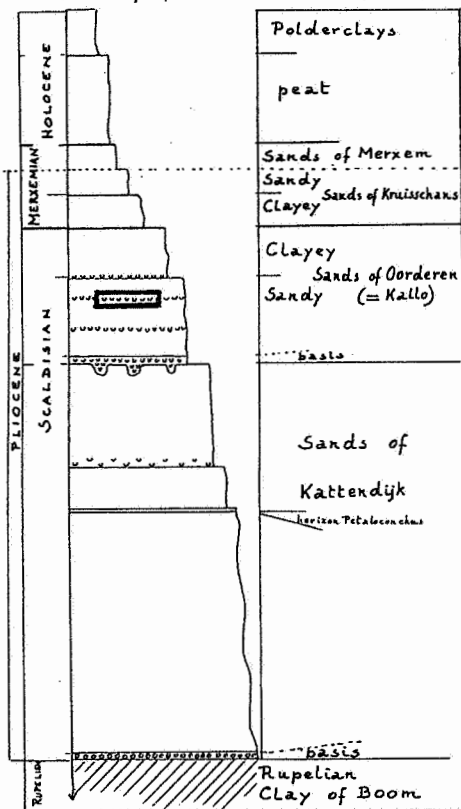 HOLOCENE
MERXEMIAN
PLIOCENE
SCALDISIAN
Polderclays
peat
Sands of Merxem
Sandy
Sands of Kruisschans
Clayey
Clayey
Sands of Oorderen
Sandy (= Kallo)
basis
Sands of
Kattendijk
horizon Petaloconchus
basis
Rupelian
Clay of Boom